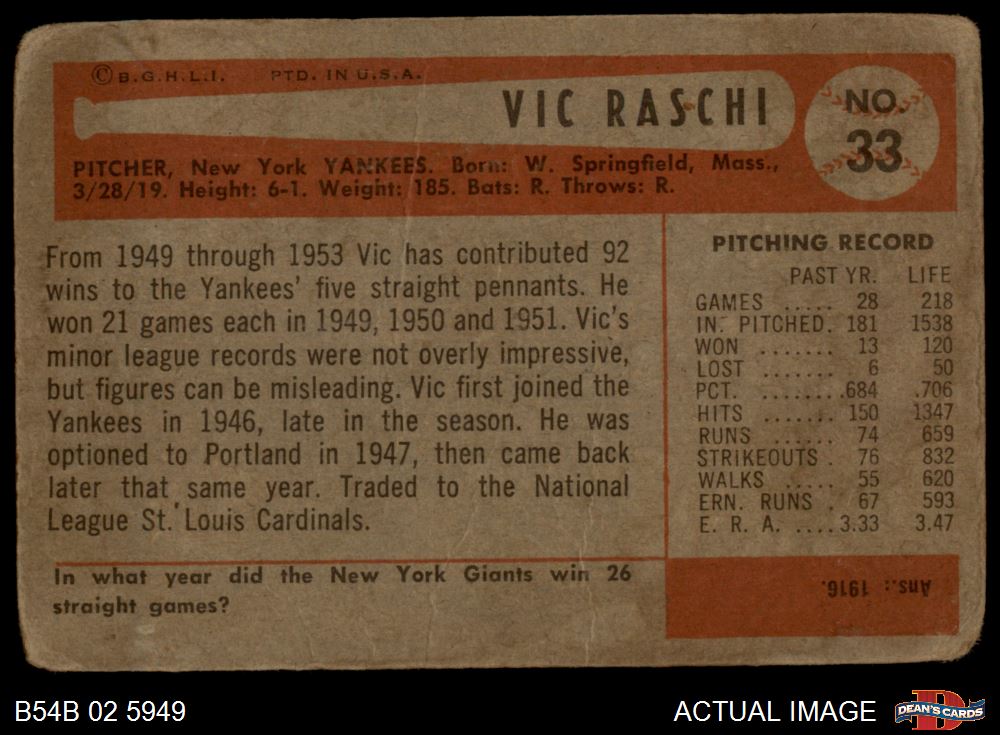 © B.G.H.L.I. PTD. IN U.S.A.
VIC RASCHI
NO.
33
PITCHER, New York YANKEES. Born: W. Springfield, Mass.,
3/28/19. Height: 6-1. Weight: 185. Bats: R. Throws: R.
From 1949 through 1953 Vic has contributed 92
wins to the Yankees' five straight pennants. He
won 21 games each in 1949, 1950 and 1951. Vic's
minor league records were not overly impressive,
but figures can be misleading. Vic first joined the
Yankees in 1946, late in the season. He was
optioned to Portland in 1947, then came back
later that same year. Traded to the National
League St. Louis Cardinals.
PITCHING RECORD
PAST YR. LIFE
GAMES ..... 28 218
IN. PITCHED. 181 1538
WON ....... 13 120
LOST ....... 6 50
PCT. ........684 .706
HITS ....... 150 1347
RUNS ...... 74 659
STRIKEOUTS . 76 832
WALKS ..... 55 620
ERN. RUNS . 67 593
E. R. A. ....3.33 3.47
In what year did the New York Giants win 26
straight games?
Ans.: 1916.
B54B 02 5949
ACTUAL IMAGE
D
DEAN'S CARDS